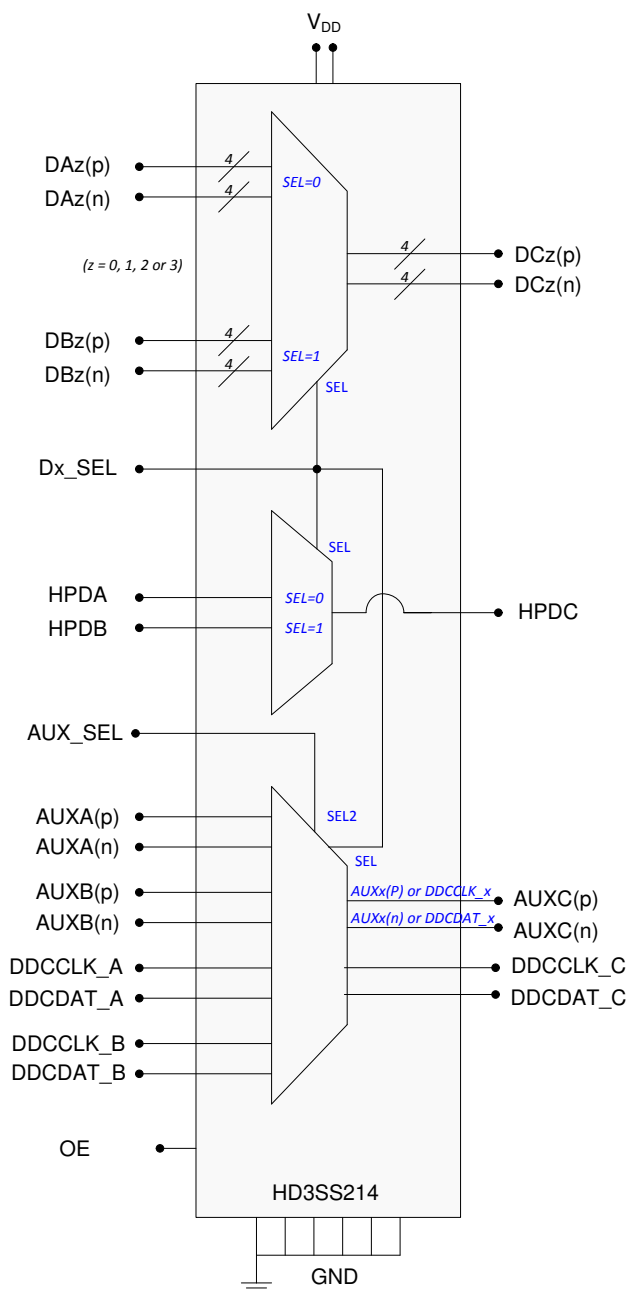 VDD
DAz(p)
4
SEL=0
DAz(n)
4
(z = 0, 1, 2 or 3)
4
DCz(p)
4
DCz(n)
DBz(p)
4
SEL=1
DBz(n)
4
SEL
Dx_SEL
SEL
HPDA
SEL=0
HPDC
HPDB
SEL=1
AUX_SEL
AUXA(p)
SEL2
AUXA(n)
SEL
AUXB(p)
AUXx(P) or DDCCLK_x
AUXC(p)
AUXB(n)
AUXx(n) or DDCDAT_x
AUXC(n)
DDCCLK_A
DDCCLK_C
DDCDAT_A
DDCDAT_C
DDCCLK_B
DDCDAT_B
OE
HD3SS214
GND